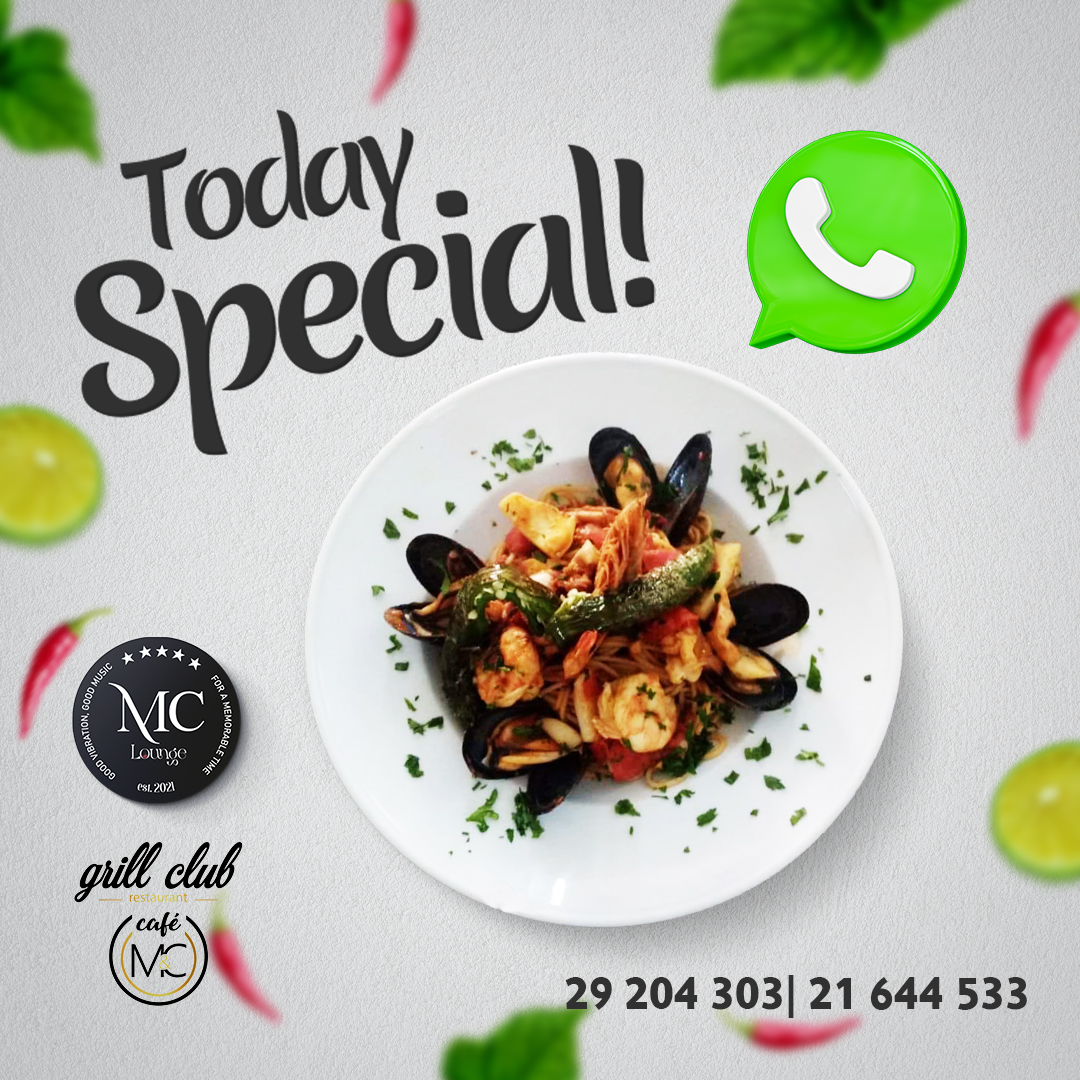 Today
Special!
GOOD VIBRATION, GOOD MUSIC
FOR A MEMORABLE TIME
MC
Lounge
est. 2021
grill club
restaurant
café
M&C
29 204 303| 21 644 533